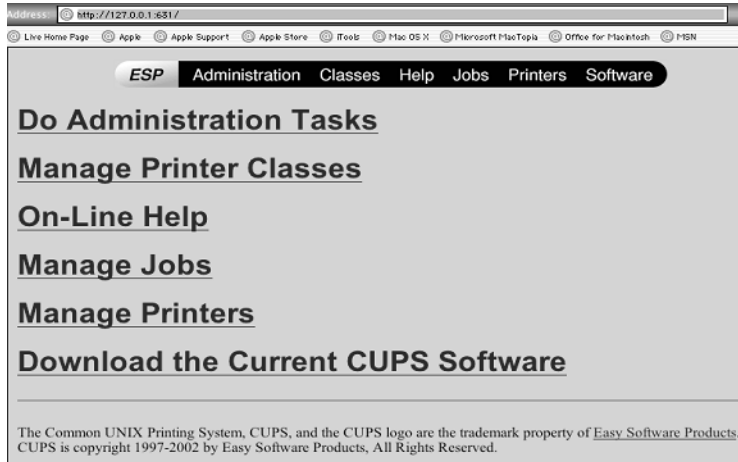 Address: http://127.0.0.1:631/
Live Home Page Apple Apple Support Apple Store iTools Mac OS X Microsoft MacTopia Office for Macintosh MSN
ESP Administration Classes Help Jobs Printers Software
Do Administration Tasks
Manage Printer Classes
On-Line Help
Manage Jobs
Manage Printers
Download the Current CUPS Software
The Common UNIX Printing System, CUPS, and the CUPS logo are the trademark property of Easy Software Products.
CUPS is copyright 1997-2002 by Easy Software Products, All Rights Reserved.